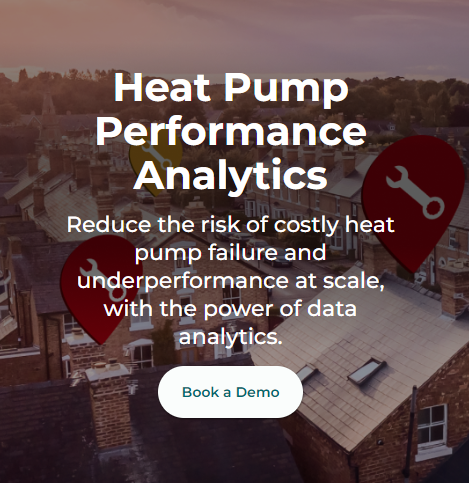 Heat Pump
Performance
Analytics
Reduce the risk of costly heat
pump failure and
underperformance at scale,
with the power of data
analytics.
Book a Demo